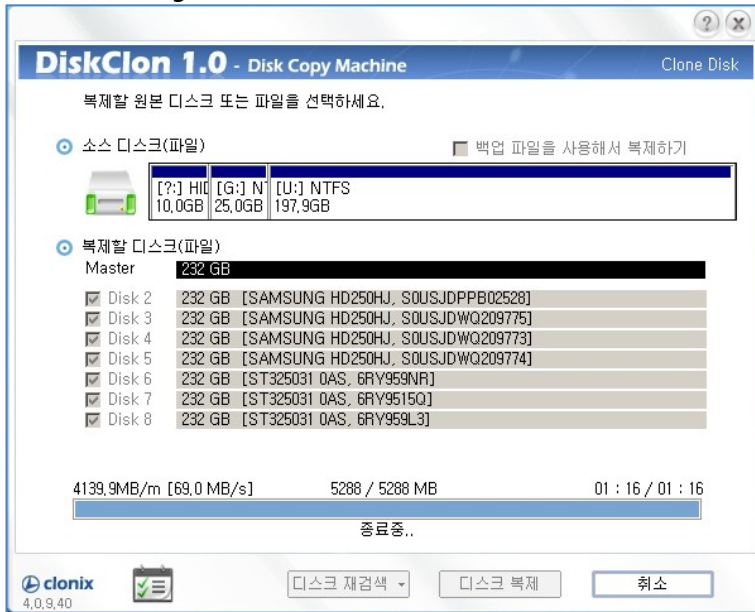 DiskClon 1.0 - Disk Copy Machine
Clone Disk
복제할 원본 디스크 또는 파일을 선택하세요.
소스 디스크(파일)
백업 파일을 사용해서 복제하기
[?:] HID [G:] N [U:] NTFS
10,0GB 25,0GB 197,9GB
복제할 디스크(파일)
Master 232 GB
Disk 2 232 GB [SAMSUNG HD250HJ, S0USJDPPB02528]
Disk 3 232 GB [SAMSUNG HD250HJ, S0USJDWQ209775]
Disk 4 232 GB [SAMSUNG HD250HJ, S0USJDWQ209773]
Disk 5 232 GB [SAMSUNG HD250HJ, S0USJDWQ209774]
Disk 6 232 GB [ST325031 0AS, 6RY959NR]
Disk 7 232 GB [ST325031 0AS, 6RY9515Q]
Disk 8 232 GB [ST325031 0AS, 6RY959L3]
4139,9MB/m [69,0 MB/s] 5288 / 5288 MB 01 : 16 / 01 : 16
종료중,,
clonix
4,0,9,40
디스크 재검색
디스크 복제
취소